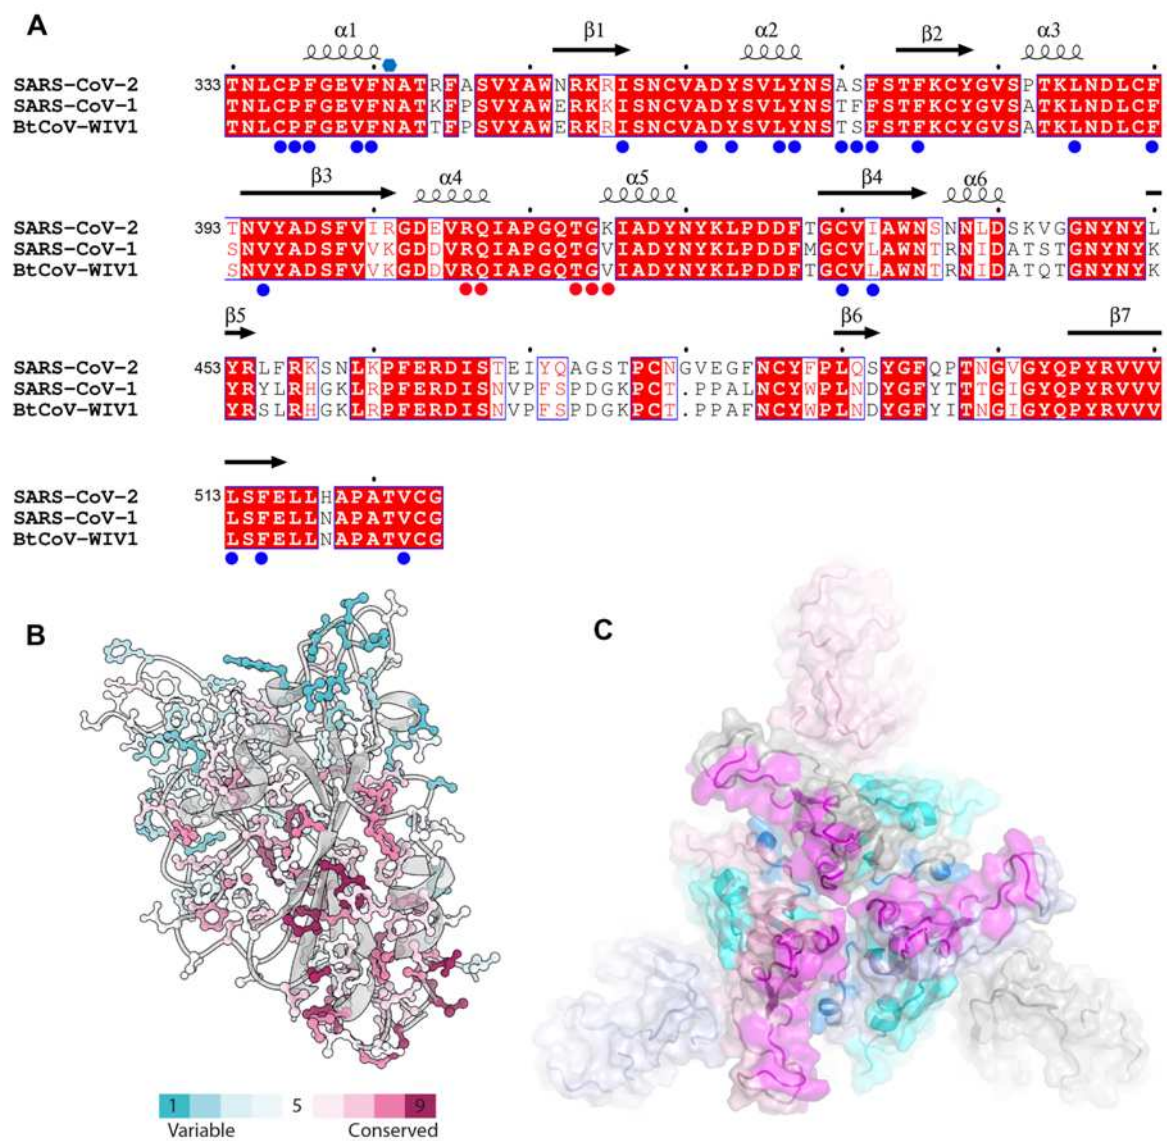 A
α1 β1 α2 β2 α3
SARS-CoV-2 333 TNLCPFGEVFNATRFASVYAWNRKRISNCVADYSVLYNSASFSTFKCYGVSPTKLNDLCF
SARS-CoV-1 TNLCPFGEVFNATKFPSVYAWERKKISNCVADYSVLYNSTFFSTFKCYGVSATKLNDLCF
BtCoV-WIV1 TNLCPFGEVFNATTFPSVYAWERKRISNCVADYSVLYNSTSFSTFKCYGVSATKLNDLCF
β3 α4 α5 β4 α6
SARS-CoV-2 393 TNVYADSFVIRGDEVRQIAPGQTGKIADYNYKLPDDFTGCVIAWNSNNLDSKVGGNYNYL
SARS-CoV-1 SNVYADSFVVKGDDVRQIAPGQTGVIADYNYKLPDDFMGCVLAWNTRNIDATSTGNYNYK
BtCoV-WIV1 SNVYADSFVVKGDDVRQIAPGQTGVIADYNYKLPDDFTGCVLAWNTRNIDATQTGNYNYK
β5 β6 β7
SARS-CoV-2 453 YRLFRKSNLKPFERDISTEIYQAGSTPCNGVEGFNCYFPLQSYGFQPTNGVGYQPYRVVV
SARS-CoV-1 YRYLRHGKLRPFERDISNVPFSPDGKPCT.PPALNCYWPLNDYGFYTTTGIGYQPYRVVV
BtCoV-WIV1 YRSLRHGKLRPFERDISNVPFSPDGKPCT.PPAFNCYWPLNDYGFYITNGIGYQPYRVVV
SARS-CoV-2 513 LSFELLHAPATVCG
SARS-CoV-1 LSFELLNAPATVCG
BtCoV-WIV1 LSFELLNAPATVCG
B
C
1 5 9
Variable Conserved